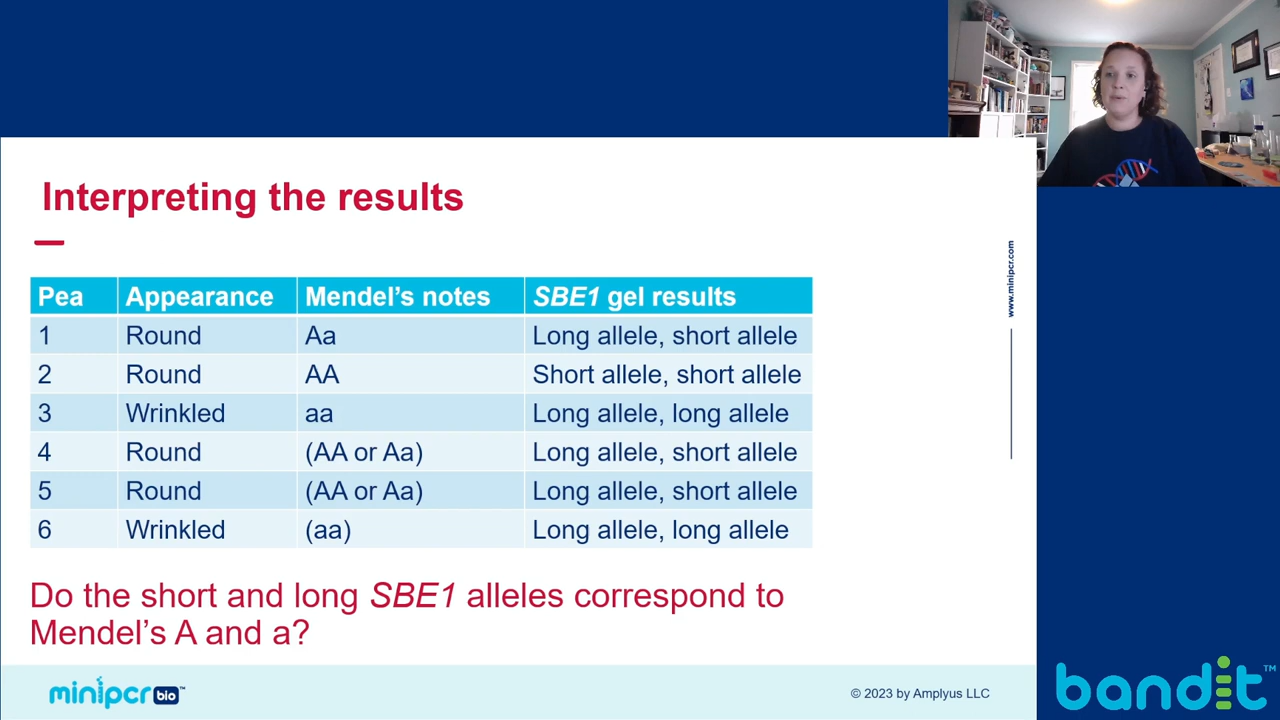 Interpreting the results
Pea Appearance Mendel's notes SBE1 gel results
1 Round Aa Long allele, short allele
2 Round AA Short allele, short allele
3 Wrinkled aa Long allele, long allele
4 Round (AA or Aa) Long allele, short allele
5 Round (AA or Aa) Long allele, short allele
6 Wrinkled (aa) Long allele, long allele
Do the short and long SBE1 alleles correspond to
Mendel's A and a?
www.minipcr.com
minipcr bio™
© 2023 by Amplyus LLC
bandit™